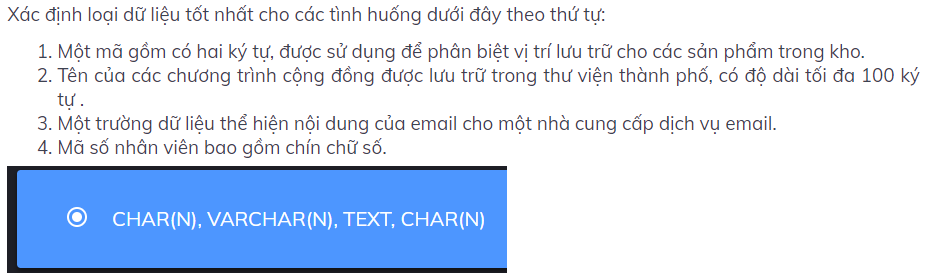 Xác định loại dữ liệu tốt nhất cho các tình huống dưới đây theo thứ tự:
1. Một mã gồm có hai ký tự, được sử dụng để phân biệt vị trí lưu trữ cho các sản phẩm trong kho.
2. Tên của các chương trình cộng đồng được lưu trữ trong thư viện thành phố, có độ dài tối đa 100 ký
tự .
3. Một trường dữ liệu thể hiện nội dung của email cho một nhà cung cấp dịch vụ email.
4. Mã số nhân viên bao gồm chín chữ số.
CHAR(N), VARCHAR(N), TEXT, CHAR(N)